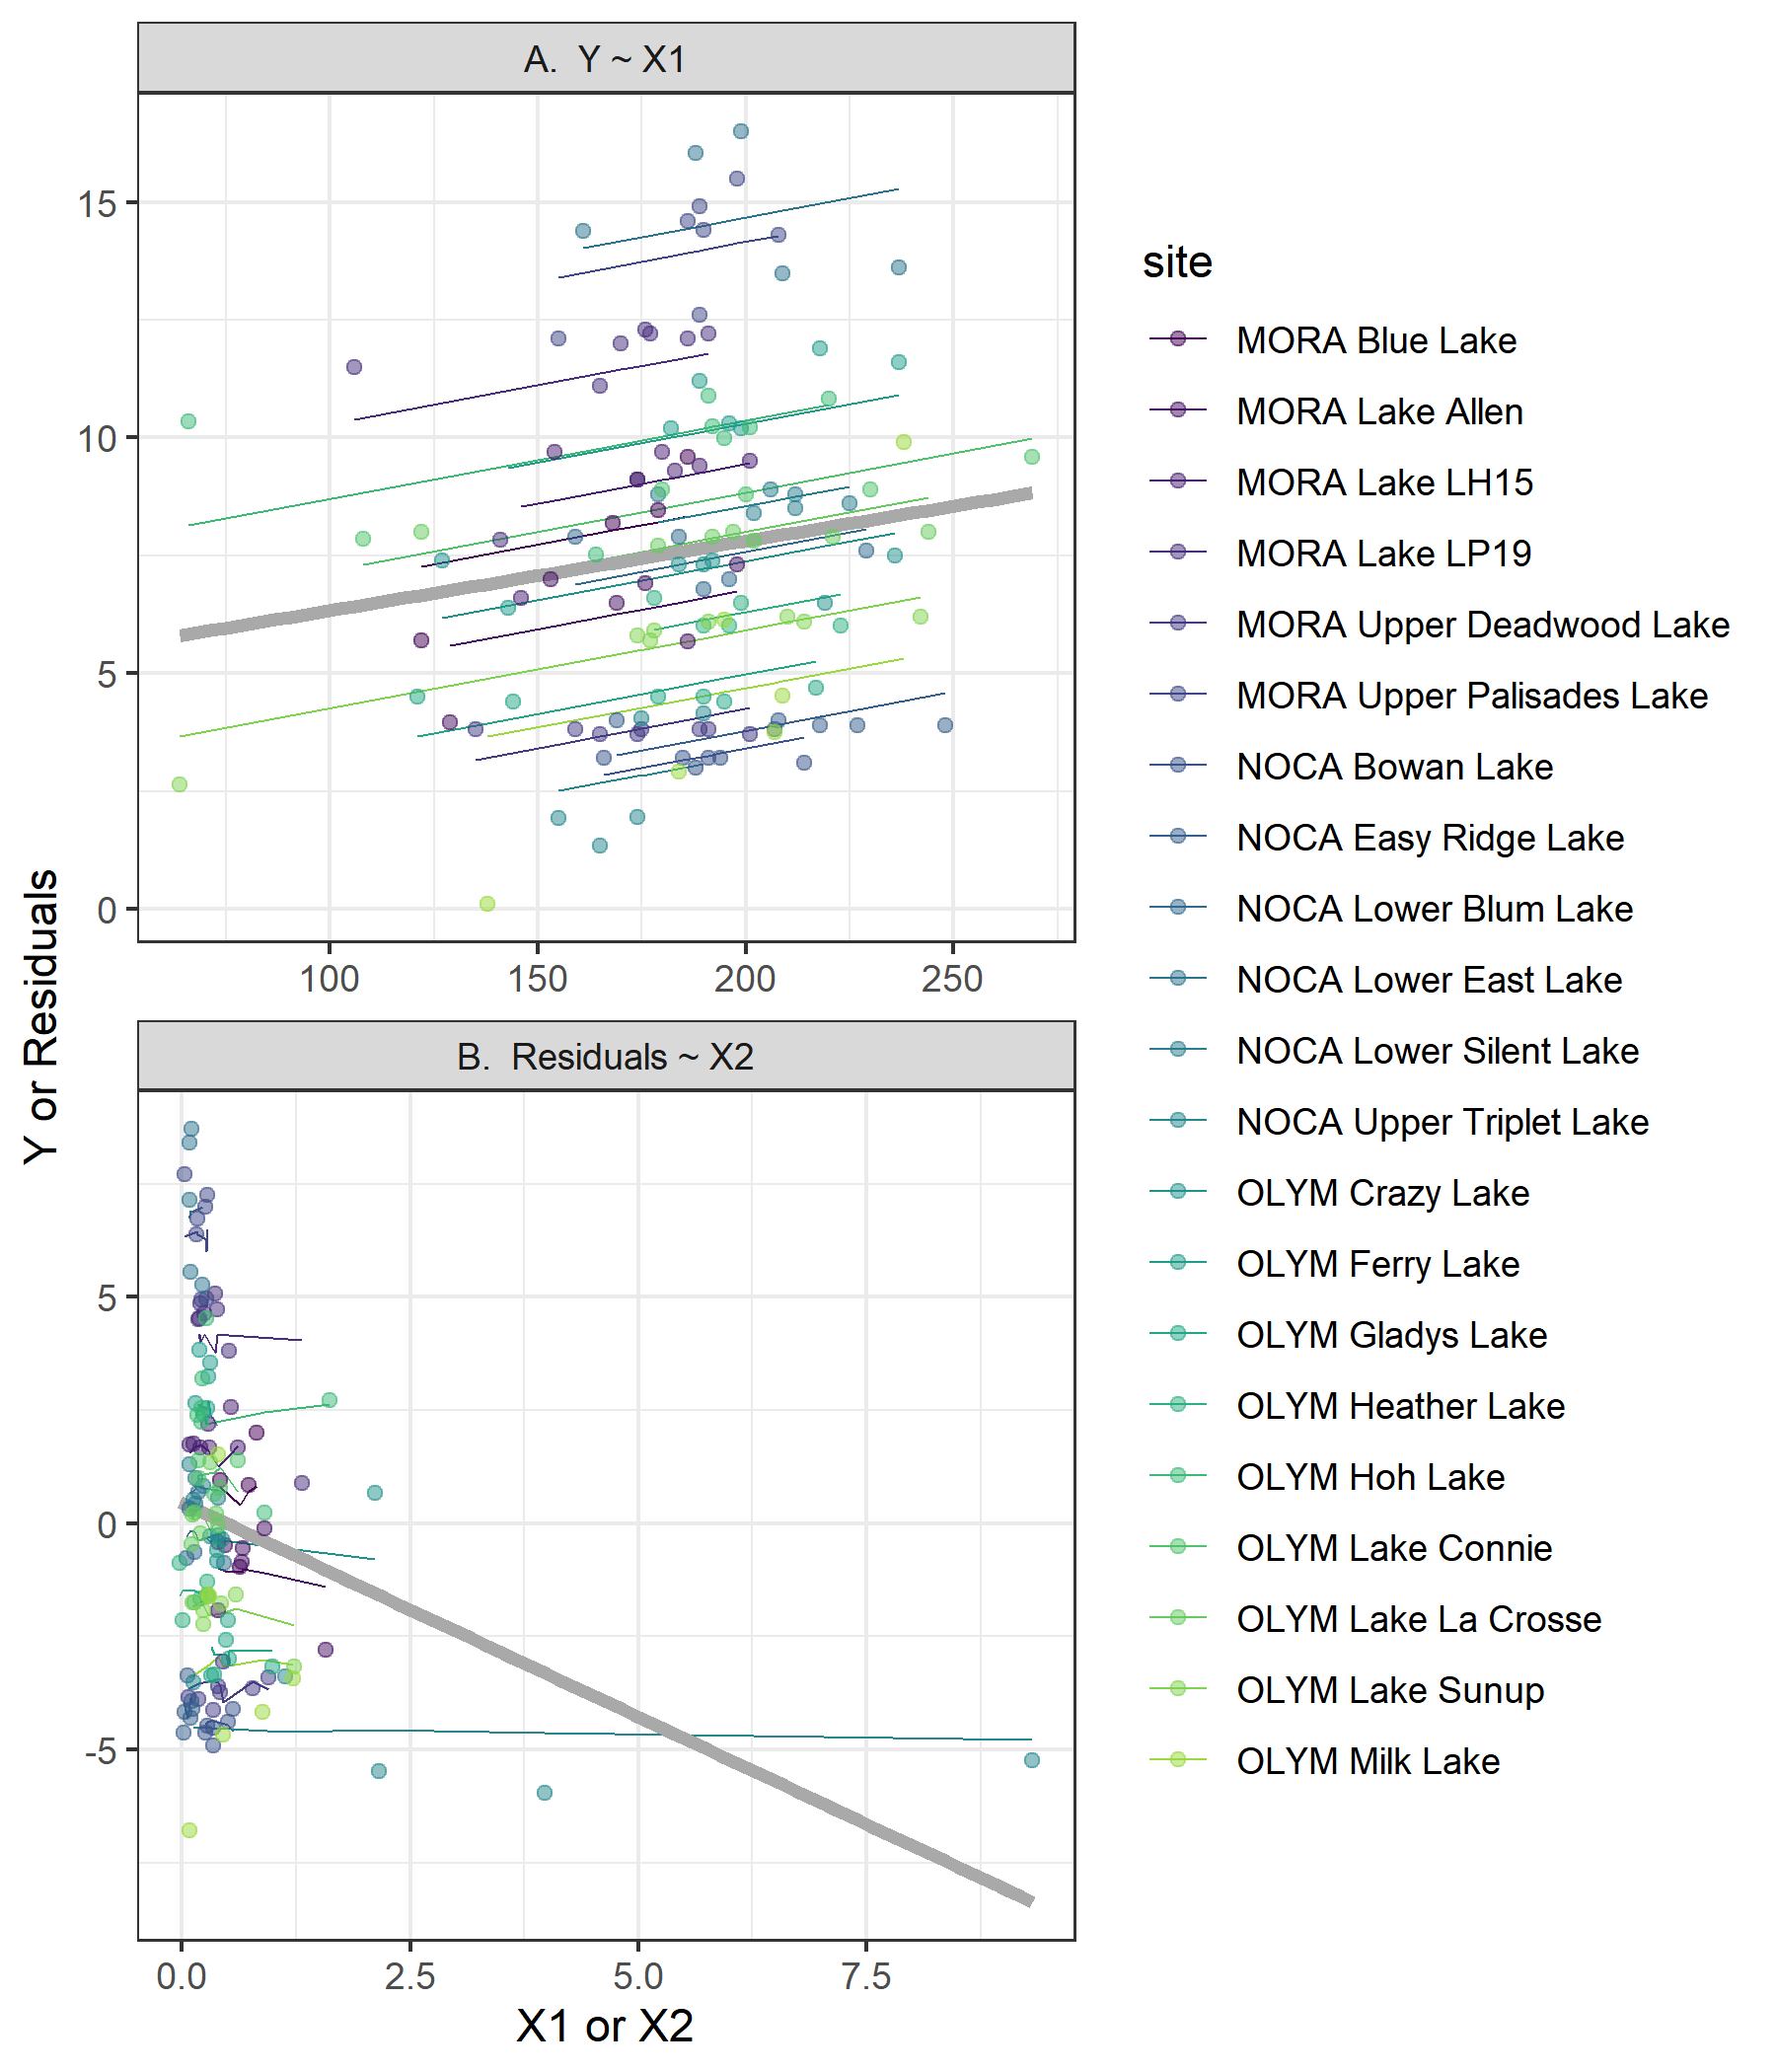 A.  Y ~ X1
15
10
5
0
100
150
200
250
B.  Residuals ~ X2
5
0
-5
0.0
2.5
5.0
7.5
X1 or X2
Y or Residuals
site
MORA Blue Lake
MORA Lake Allen
MORA Lake LH15
MORA Lake LP19
MORA Upper Deadwood Lake
MORA Upper Palisades Lake
NOCA Bowan Lake
NOCA Easy Ridge Lake
NOCA Lower Blum Lake
NOCA Lower East Lake
NOCA Lower Silent Lake
NOCA Upper Triplet Lake
OLYM Crazy Lake
OLYM Ferry Lake
OLYM Gladys Lake
OLYM Heather Lake
OLYM Hoh Lake
OLYM Lake Connie
OLYM Lake La Crosse
OLYM Lake Sunup
OLYM Milk Lake